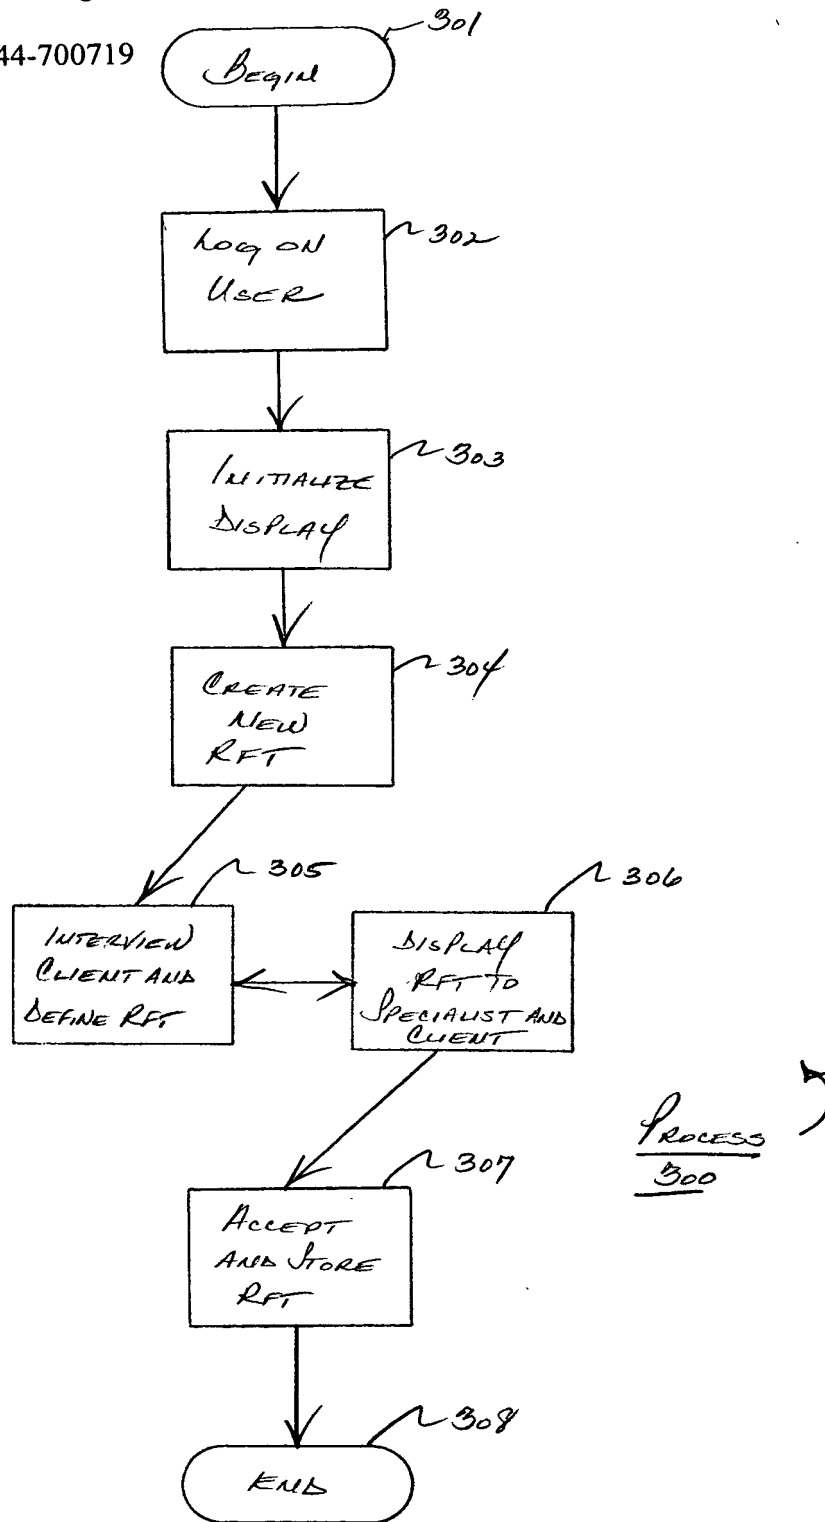 301
44-700719
BEGIN
302
LOG ON
USER
303
INITIALIZE
DISPLAY
304
CREATE
NEW
RFT
305
306
INTERVIEW
CLIENT AND
DEFINE RFT
DISPLAY
RFT TO
SPECIALIST AND
CLIENT
PROCESS
300
307
ACCEPT
AND STORE
RFT
308
END